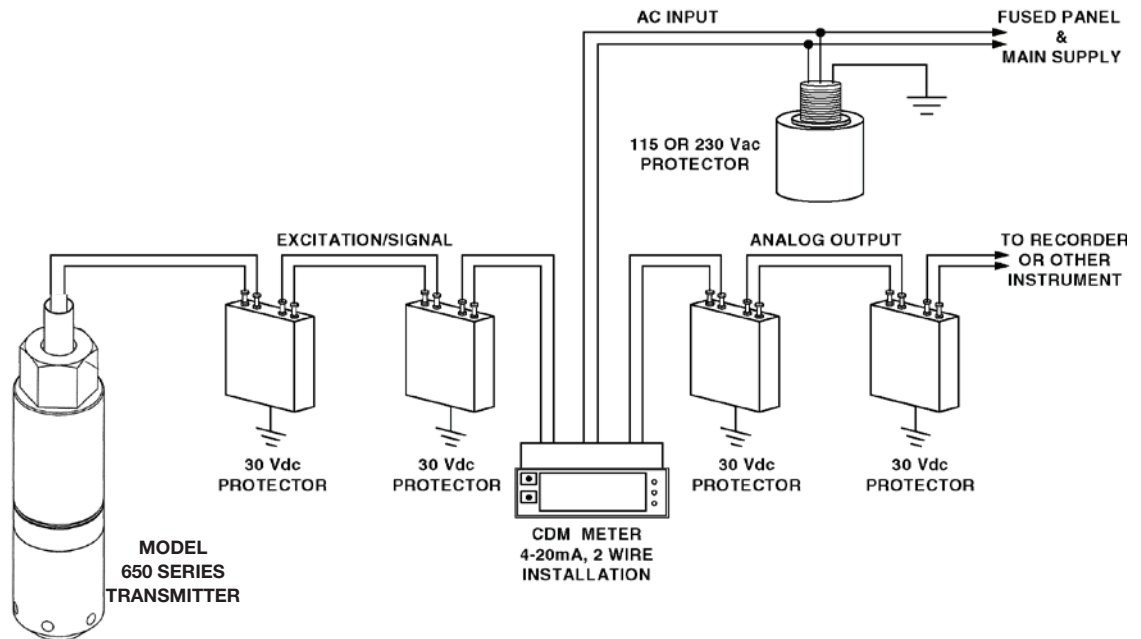 AC INPUT
FUSED PANEL
&
MAIN SUPPLY
115 OR 230 Vac
PROTECTOR
EXCITATION/SIGNAL
ANALOG OUTPUT
TO RECORDER
OR OTHER
INSTRUMENT
30 Vdc
PROTECTOR
30 Vdc
PROTECTOR
30 Vdc
PROTECTOR
30 Vdc
PROTECTOR
CDM METER
4-20mA, 2 WIRE
INSTALLATION
MODEL
650 SERIES
TRANSMITTER